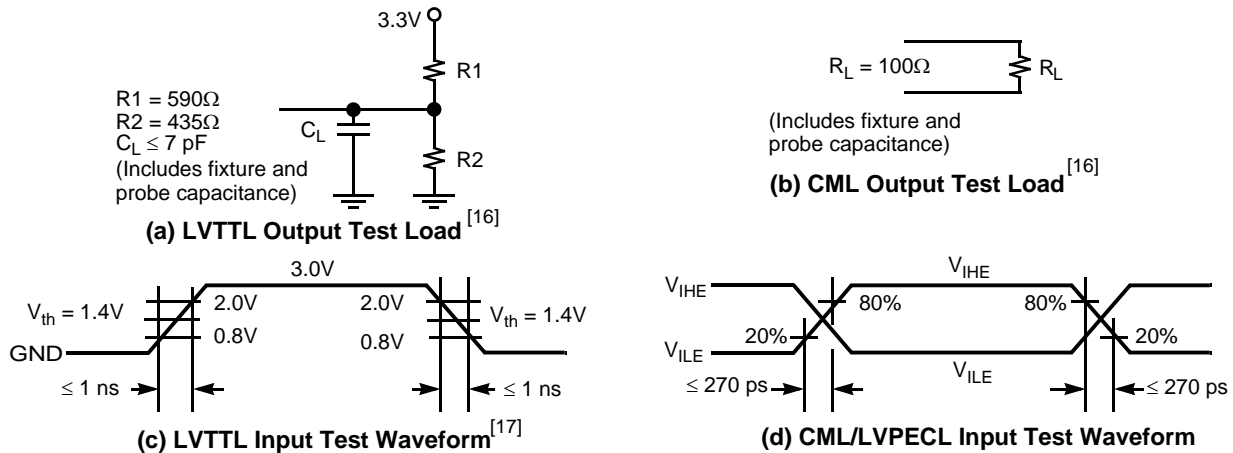 3.3V
R1
R1 = 590Ω
R2 = 435Ω
C_L ≤ 7 pF
(Includes fixture and
probe capacitance)
C_L
R2
(a) LVTTL Output Test Load [16]
R_L = 100Ω
R_L
(Includes fixture and
probe capacitance)
(b) CML Output Test Load [16]
3.0V
V_th = 1.4V
2.0V
0.8V
2.0V
0.8V
V_th = 1.4V
GND
≤ 1 ns
≤ 1 ns
(c) LVTTL Input Test Waveform [17]
V_IHE
V_IHE
80%
80%
20%
20%
V_ILE
V_ILE
≤ 270 ps
≤ 270 ps
(d) CML/LVPECL Input Test Waveform